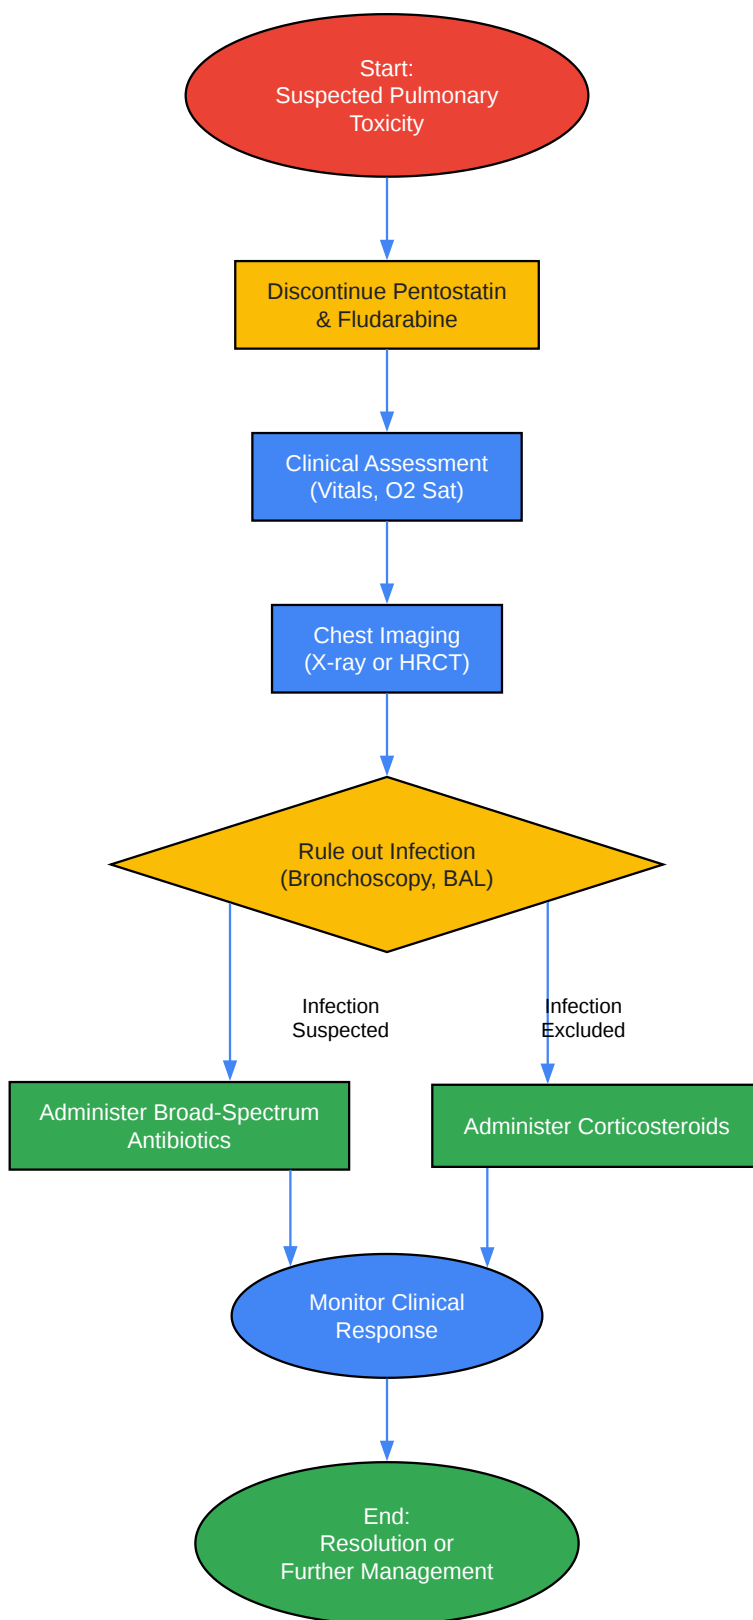 Start:
Suspected Pulmonary
Toxicity
Discontinue Pentostatin
& Fludarabine
Clinical Assessment
(Vitals, O2 Sat)
Chest Imaging
(X-ray or HRCT)
Rule out Infection
(Bronchoscopy, BAL)
Infection
Suspected
Infection
Excluded
Administer Broad-Spectrum
Antibiotics
Administer Corticosteroids
Monitor Clinical
Response
End:
Resolution or
Further Management